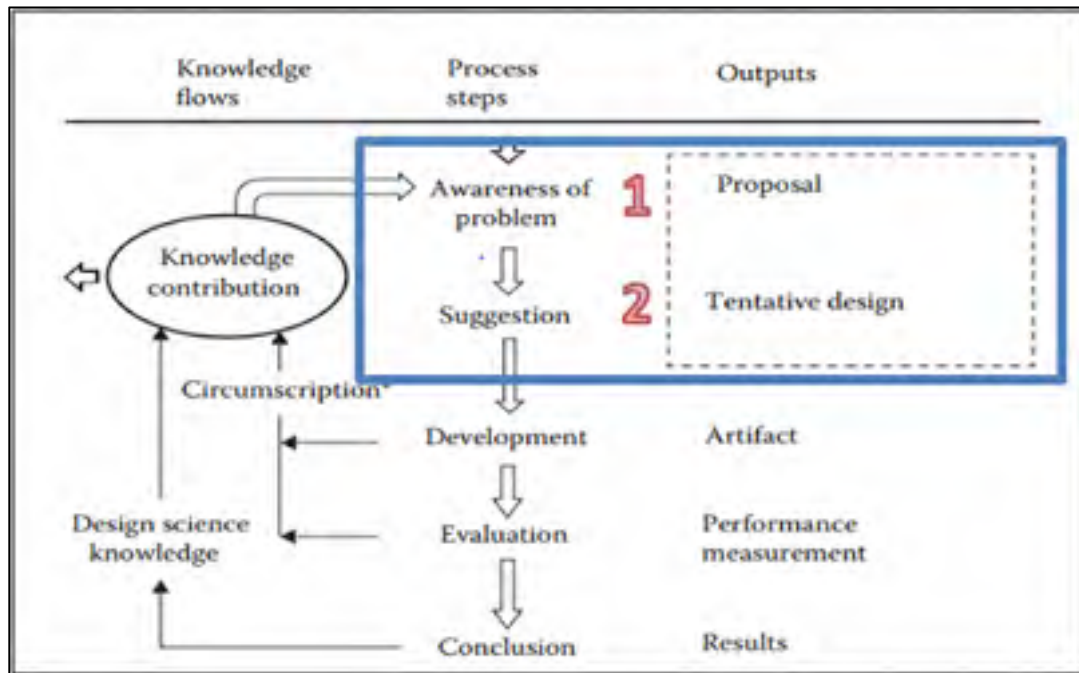 Knowledge
flows
Process
steps
Outputs
Awareness of
problem
1
Proposal
Knowledge
contribution
Suggestion
2
Tentative design
Circumscription*
Development
Artifact
Design science
knowledge
Evaluation
Performance
measurement
Conclusion
Results